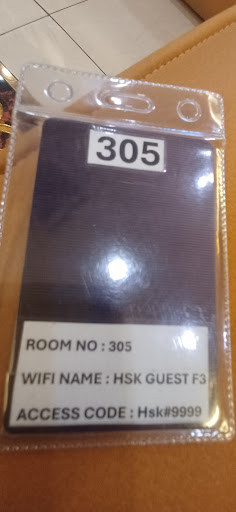 305
ROOM NO : 305
WIFI NAME : HSK GUEST F3
ACCESS CODE : Hsk#9999